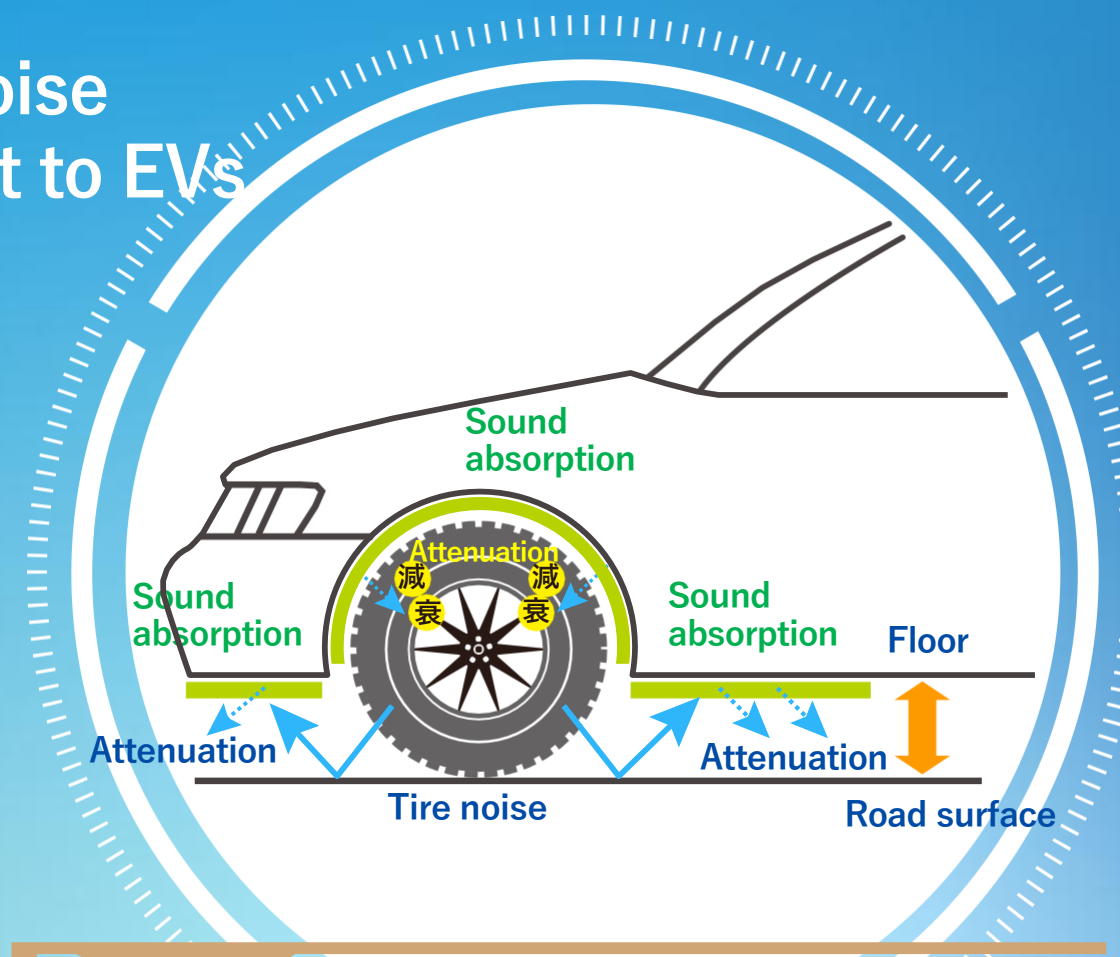 oise
t to EVs
Sound
absorption
Attenuation
減
衰
減
衰
Sound
absorption
Sound
absorption
Floor
Attenuation
Attenuation
Tire noise
Road surface